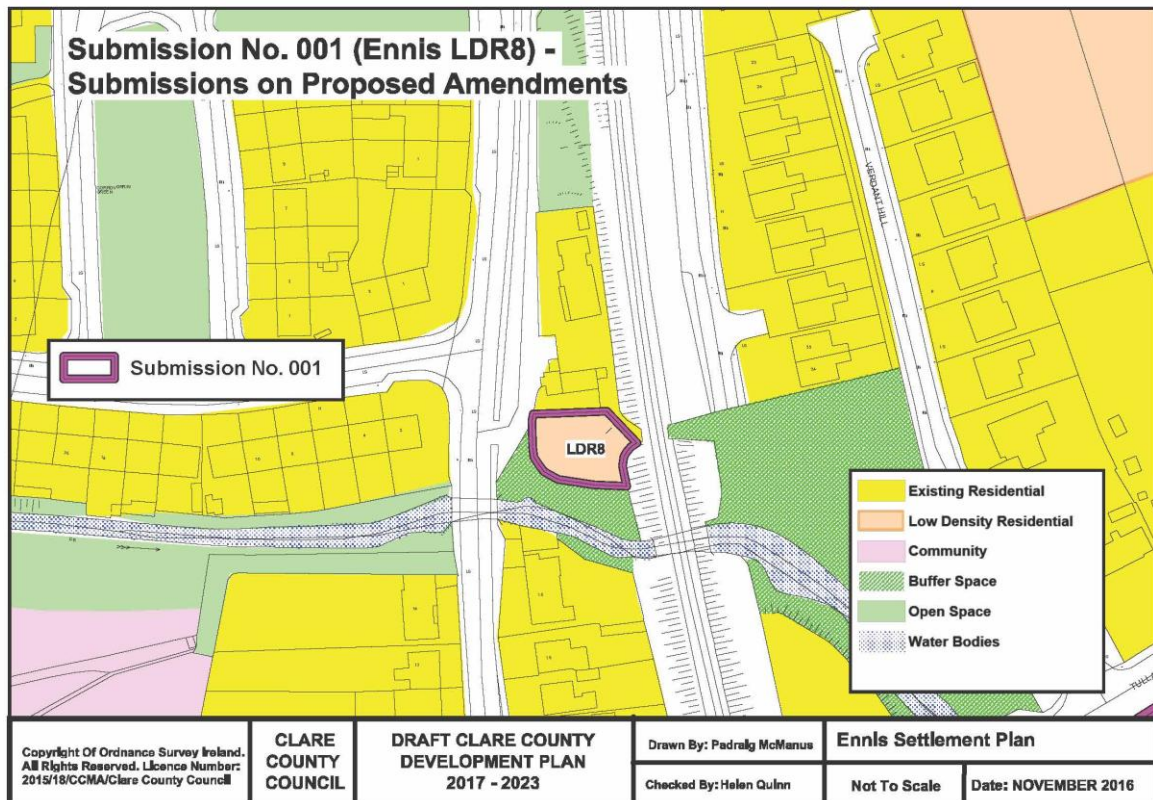 Submission No. 001 (Ennis LDR8) -
Submissions on Proposed Amendments
VERDANT HILL
Submission No. 001
LDR8
Existing Residential
Low Density Residential
Community
Buffer Space
Open Space
Water Bodies
Copyright Of Ordnance Survey Ireland.
All Rights Reserved. Licence Number:
2015/18/CCMA/Clare County Council
CLARE
COUNTY
COUNCIL
DRAFT CLARE COUNTY
DEVELOPMENT PLAN
2017 - 2023
Drawn By: Padraig McManus
Checked By: Helen Quinn
Ennis Settlement Plan
Not To Scale
Date: NOVEMBER 2016